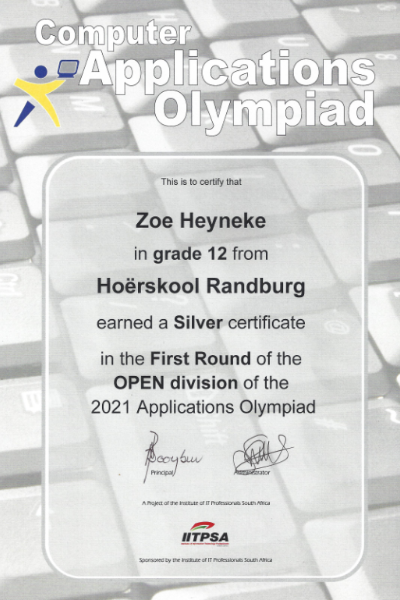 Computer
Applications
Olympiad
This is to certify that
Zoe Heyneke
in grade 12 from
Hoërskool Randburg
earned a Silver certificate
in the First Round of the
OPEN division of the
2021 Applications Olympiad
Principal
Administrator
A Project of the Institute of IT Professionals South Africa
IITPSA
Sponsored by the Institute of IT Professionals South Africa